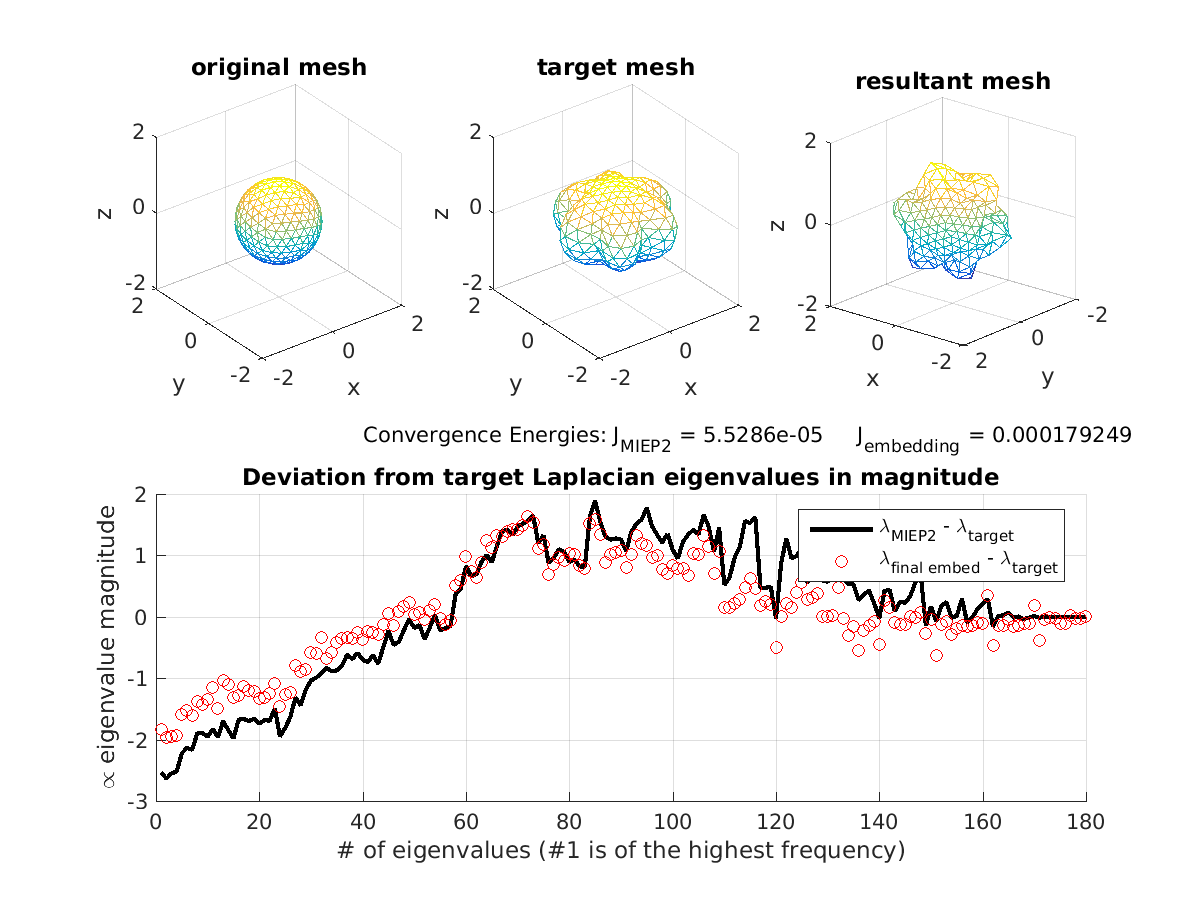 original mesh
target mesh
resultant mesh
2
0
-2
z
2
0
-2
y
-2
0
2
x
2
0
-2
z
2
0
-2
y
-2
0
2
x
2
0
-2
z
2
0
-2
x
2
0
-2
y
Convergence Energies: J_MIEP2 = 5.5286e-05 J_embedding = 0.000179249
Deviation from target Laplacian eigenvalues in magnitude
λ_MIEP2 - λ_target
λ_final embed - λ_target
∝ eigenvalue magnitude
2
1
0
-1
-2
-3
0 20 40 60 80 100 120 140 160 180
# of eigenvalues (#1 is of the highest frequency)